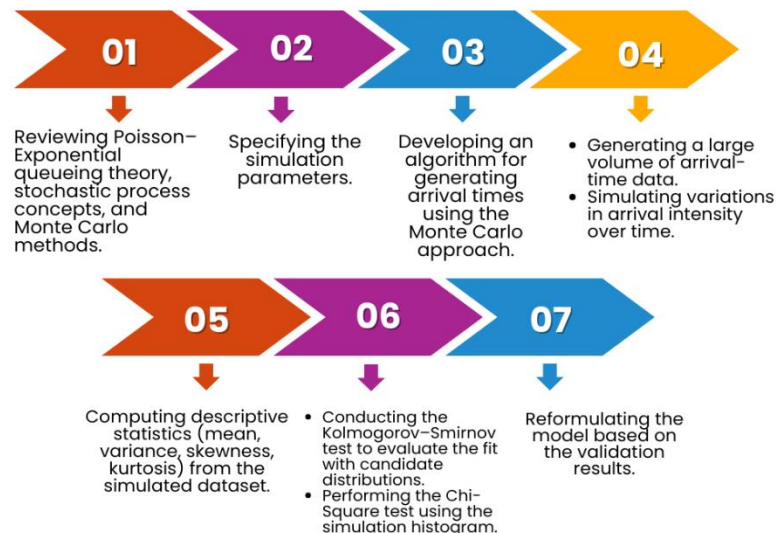 01
02
03
04
Reviewing Poisson–
Exponential
queueing theory,
stochastic process
concepts, and
Monte Carlo
methods.
Specifying the
simulation
parameters.
Developing an
algorithm for
generating
arrival times
using the
Monte Carlo
approach.
• Generating a large
volume of arrival-
time data.
• Simulating variations
in arrival intensity
over time.
05
06
07
Computing descriptive
statistics (mean,
variance, skewness,
kurtosis) from the
simulated dataset.
• Conducting the
Kolmogorov–Smirnov
test to evaluate the fit
with candidate
distributions.
• Performing the Chi-
Square test using the
simulation histogram.
Reformulating the
model based on
the validation
results.